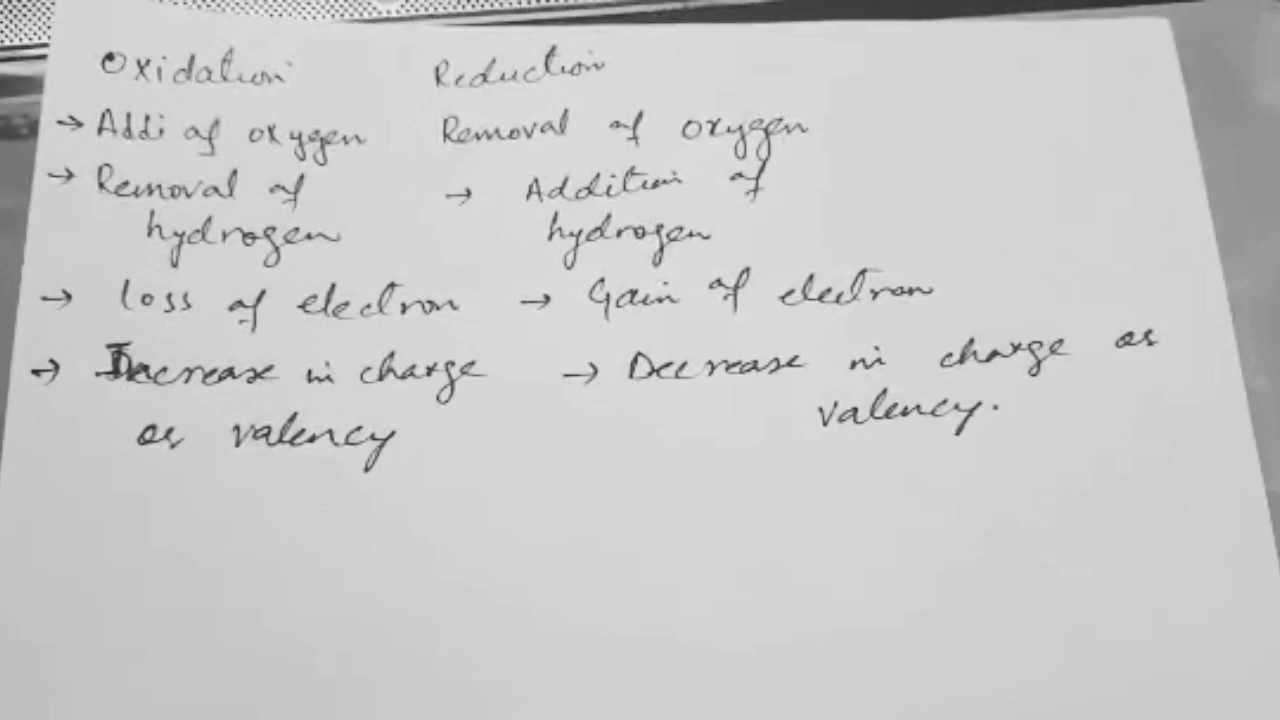 Oxidation Reduction
→ Addi of oxygen Removal of oxygen
→ Removal of → Addition of
hydrogen hydrogen
→ loss of electron → Gain of electron
→ Increase in charge → Decrease in charge or
or valency valency.